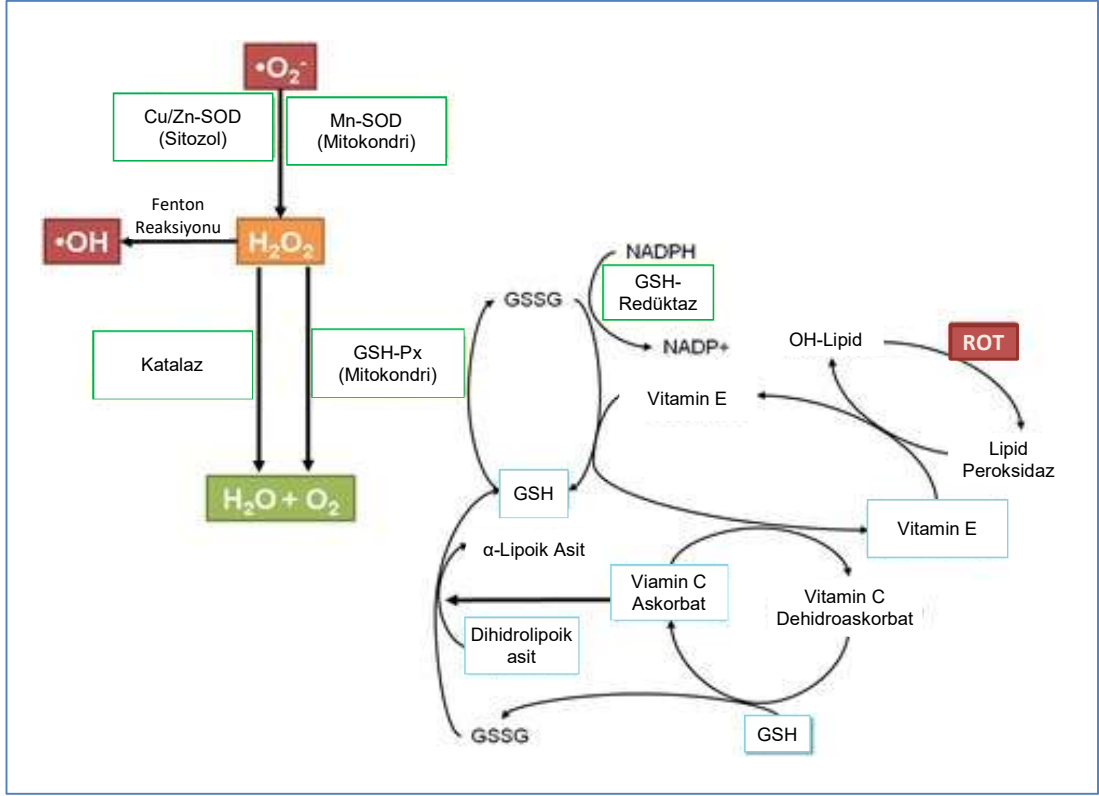 •O₂⁻
Cu/Zn-SOD
(Sitozol)
Mn-SOD
(Mitokondri)
Fenton
Reaksiyonu
•OH
H₂O₂
NADPH
GSH-
Redüktaz
GSSG
NADP+
OH-Lipid
ROT
Katalaz
GSH-Px
(Mitokondri)
Vitamin E
Lipid
Peroksidaz
H₂O + O₂
GSH
Vitamin E
α-Lipoik Asit
Viamin C
Askorbat
Vitamin C
Dehidroaskorbat
Dihidrolipoik
asit
GSSG
GSH